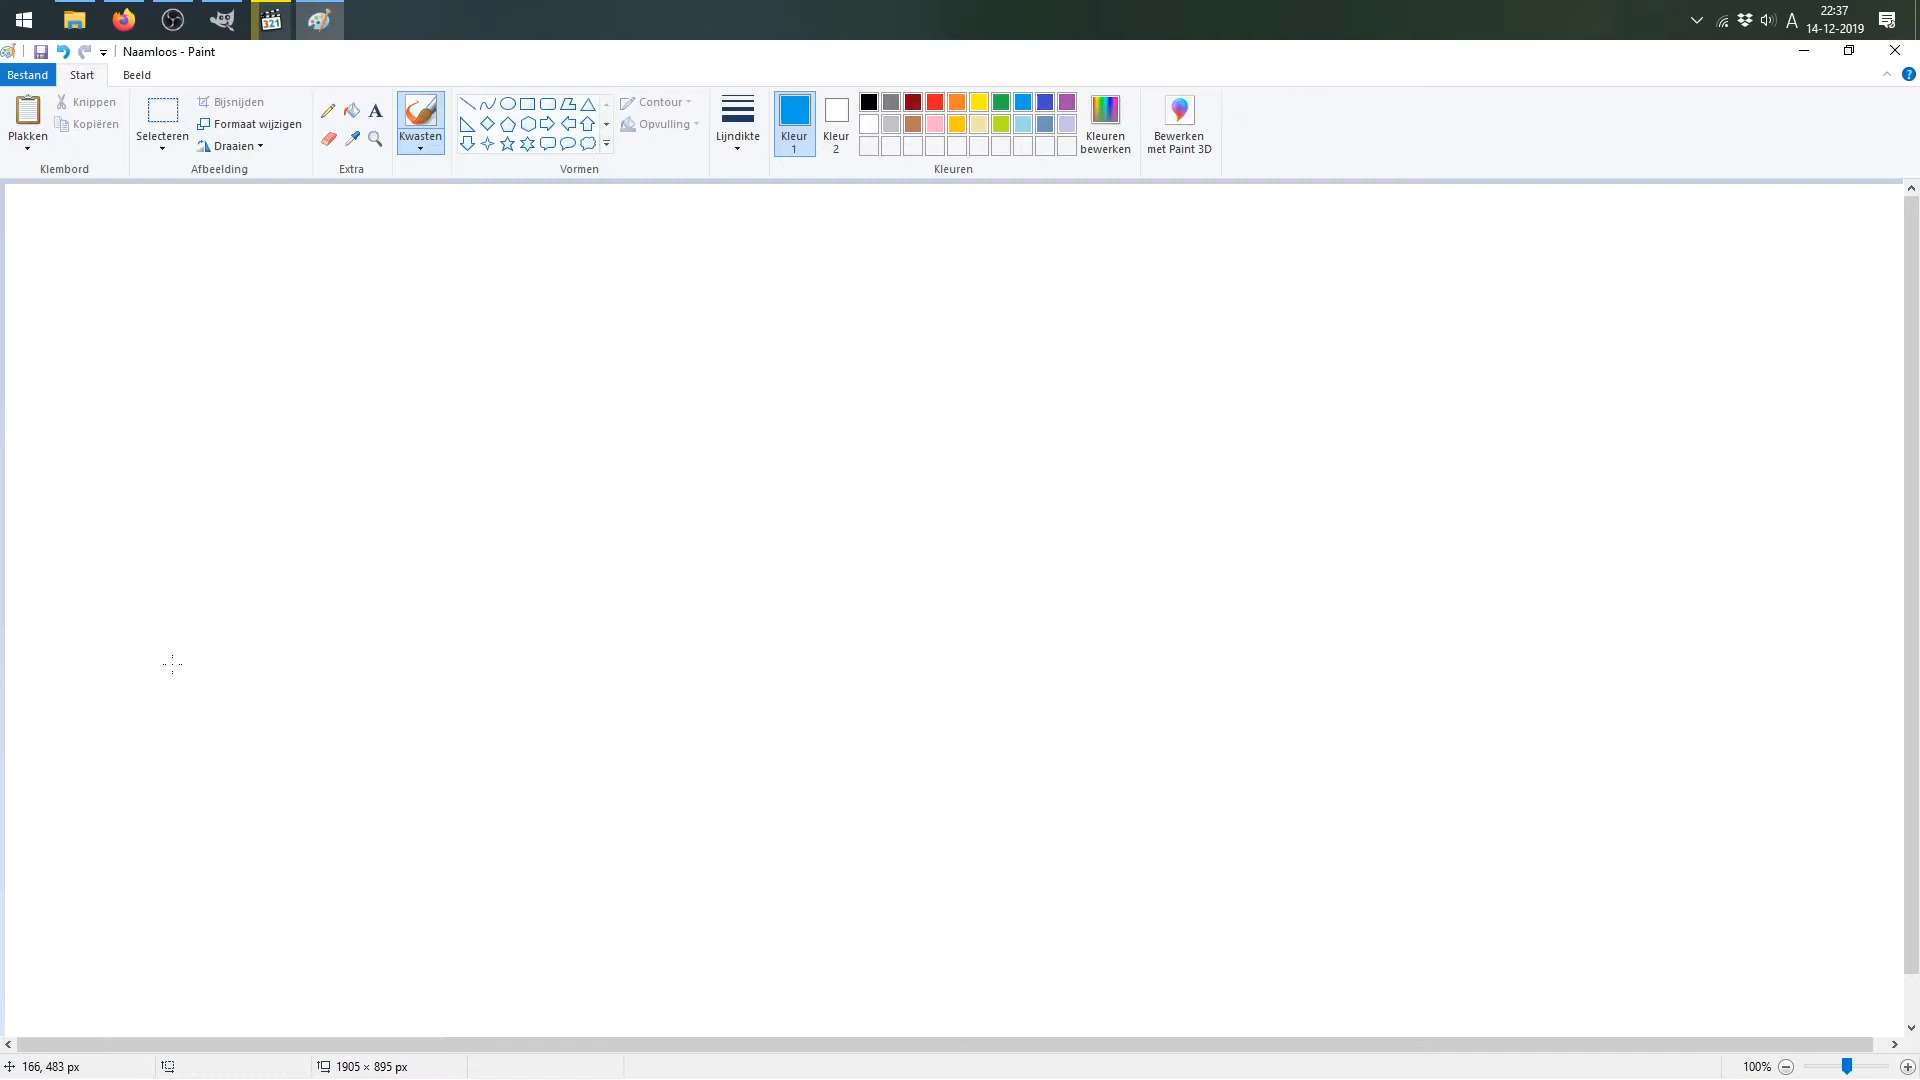 321
A
22:37
14-12-2019
Naamloos - Paint
Bestand Start Beeld
?
Plakken
Knippen
Kopiëren
Klembord
Selecteren
Bijsnijden
Formaat wijzigen
Draaien
Afbeelding
A
Extra
Kwasten
Contour
Opvulling
Vormen
Lijndikte
Kleur
1
Kleur
2
Kleuren
bewerken
Kleuren
Bewerken
met Paint 3D
166, 483 px
1905 × 895 px
100%